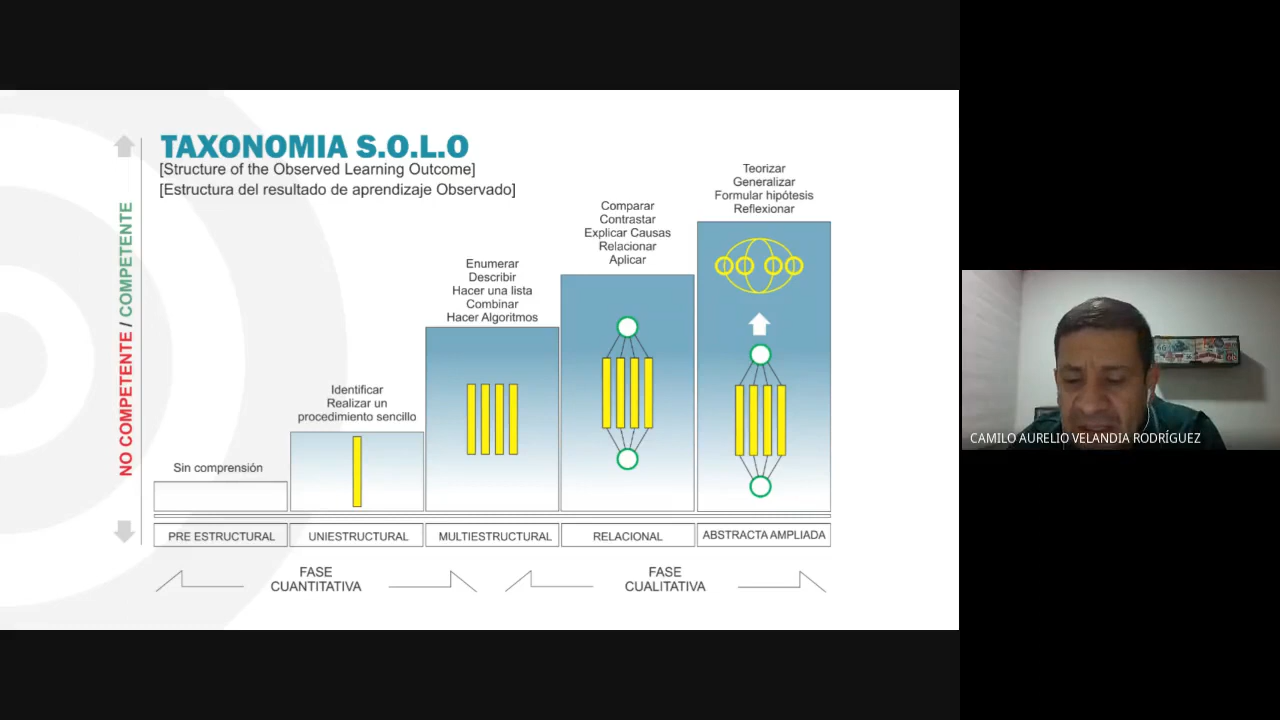 TAXONOMIA S.O.L.O
[Structure of the Observed Learning Outcome]
[Estructura del resultado de aprendizaje Observado]
NO COMPETENTE / COMPETENTE
Sin comprensión
Identificar
Realizar un
procedimiento sencillo
Enumerar
Describir
Hacer una lista
Combinar
Hacer Algoritmos
Comparar
Contrastar
Explicar Causas
Relacionar
Aplicar
Teorizar
Generalizar
Formular hipótesis
Reflexionar
PRE ESTRUCTURAL
UNIESTRUCTURAL
MULTIESTRUCTURAL
RELACIONAL
ABSTRACTA AMPLIADA
FASE
CUANTITATIVA
FASE
CUALITATIVA
CAMILO AURELIO VELANDIA RODRÍGUEZ